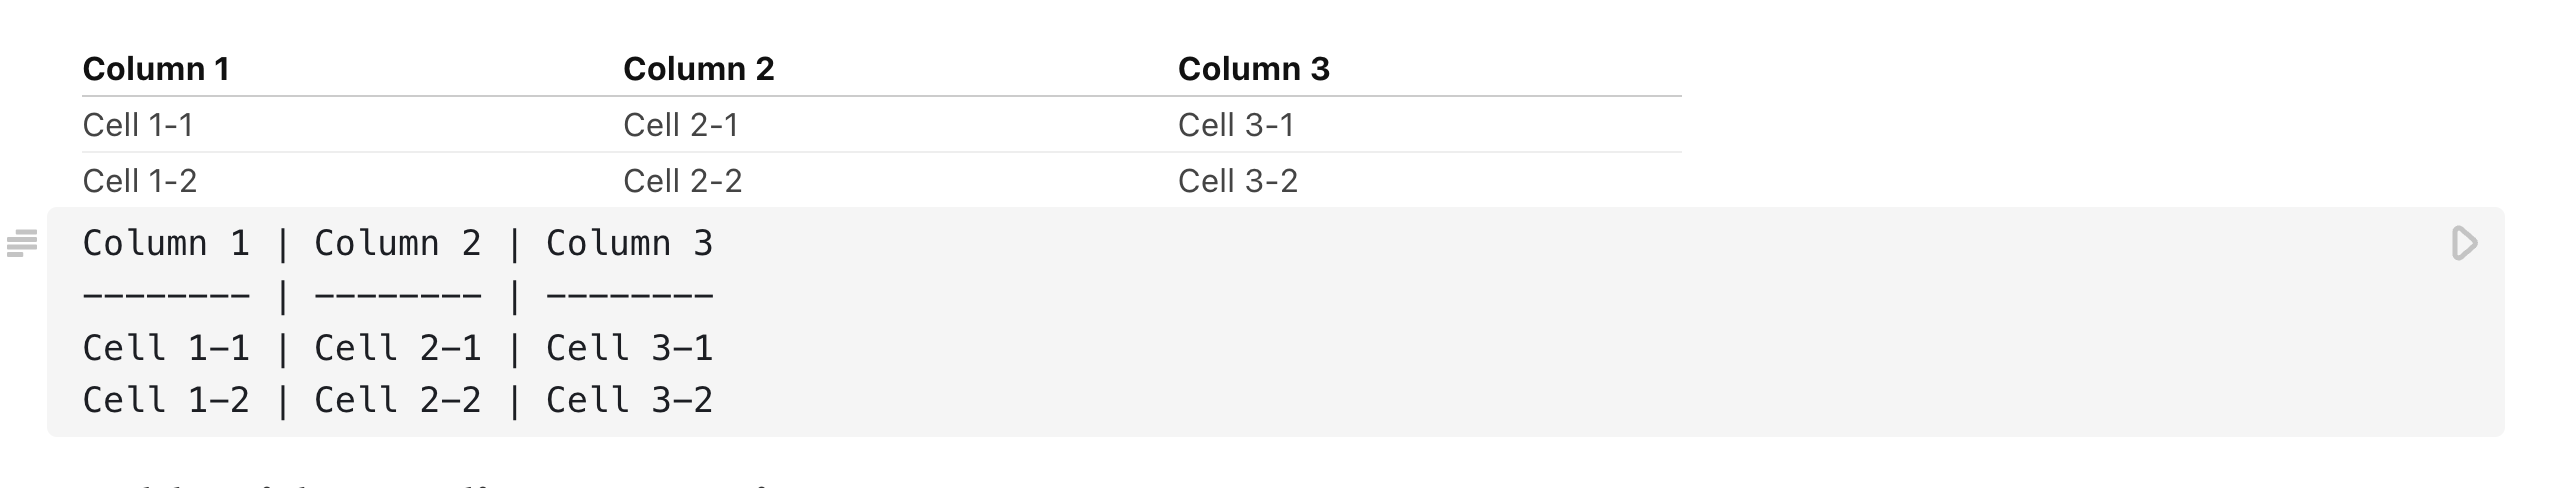 Column 1 Column 2 Column 3
Cell 1-1 Cell 2-1 Cell 3-1
Cell 1-2 Cell 2-2 Cell 3-2
Column 1 | Column 2 | Column 3
-------- | -------- | --------
Cell 1-1 | Cell 2-1 | Cell 3-1
Cell 1-2 | Cell 2-2 | Cell 3-2